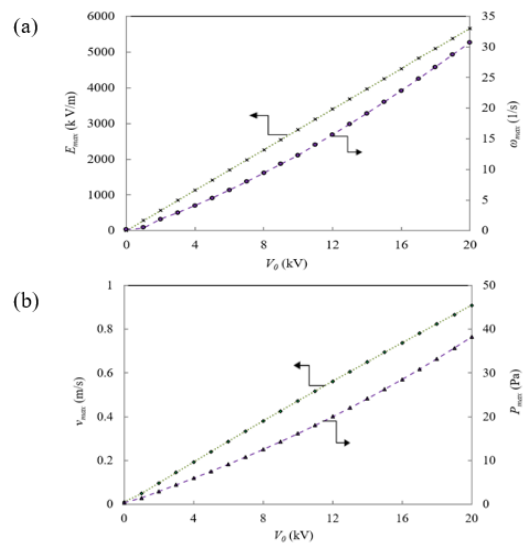 (a)
6000
5000
4000
3000
2000
1000
0
E_max (k V/m)
35
30
25
20
15
10
5
0
ω_max (1/s)
0 4 8 12 16 20
V_0 (kV)
(b)
1
0.8
0.6
0.4
0.2
0
v_max (m/s)
50
40
30
20
10
0
P_max (Pa)
0 4 8 12 16 20
V_0 (kV)